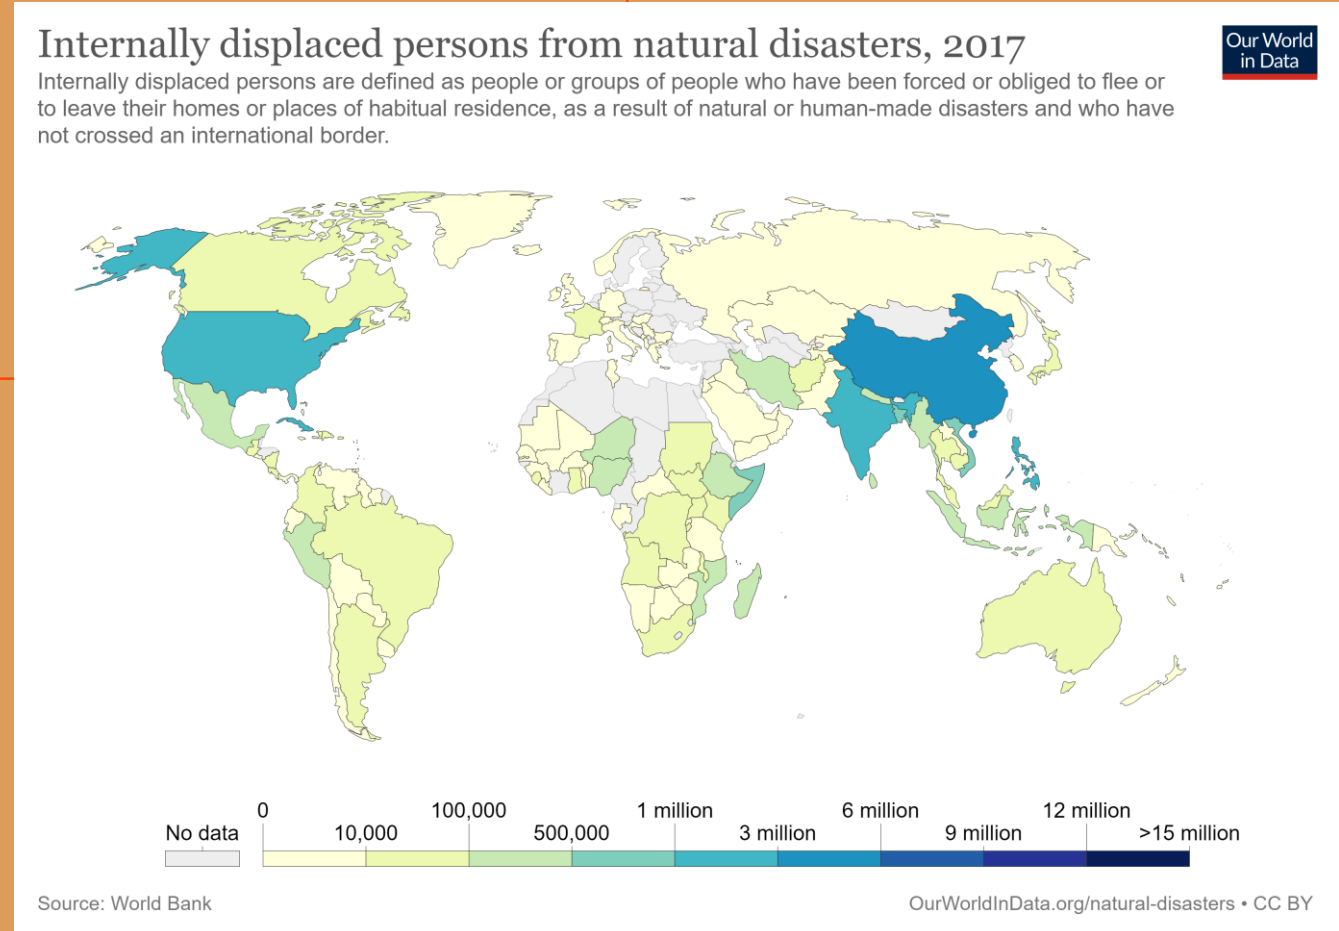 Internally displaced persons from natural disasters, 2017
Our World
in Data
Internally displaced persons are defined as people or groups of people who have been forced or obliged to flee or
to leave their homes or places of habitual residence, as a result of natural or human-made disasters and who have
not crossed an international border.
0
100,000
1 million
6 million
12 million
No data
10,000
500,000
3 million
9 million
>15 million
Source: World Bank
OurWorldInData.org/natural-disasters • CC BY